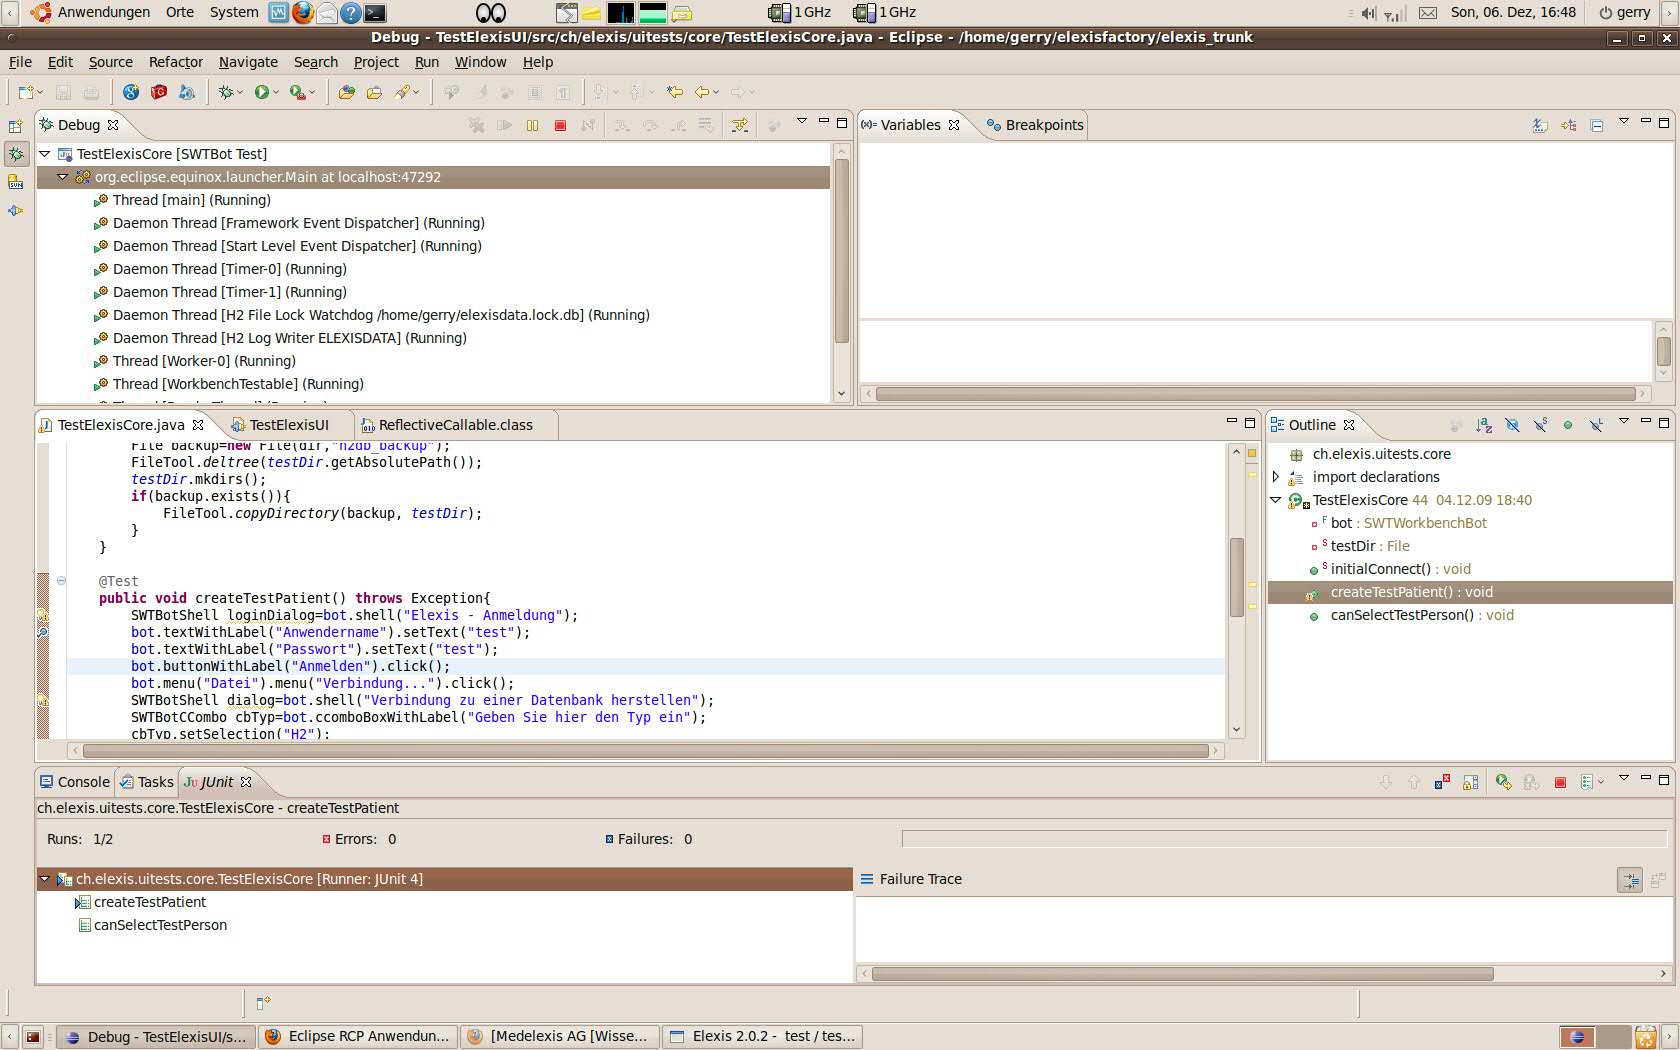 Anwendungen Orte System 1 GHz 1 GHz Son, 06. Dez, 16:48 gerry
Debug - TestElexisUI/src/ch/elexis/uitests/core/TestElexisCore.java - Eclipse - /home/gerry/elexisfactory/elexis_trunk
File Edit Source Refactor Navigate Search Project Run Window Help
Debug
TestElexisCore [SWTBot Test]
org.eclipse.equinox.launcher.Main at localhost:47292
Thread [main] (Running)
Daemon Thread [Framework Event Dispatcher] (Running)
Daemon Thread [Start Level Event Dispatcher] (Running)
Daemon Thread [Timer-0] (Running)
Daemon Thread [Timer-1] (Running)
Daemon Thread [H2 File Lock Watchdog /home/gerry/elexisdata.lock.db] (Running)
Daemon Thread [H2 Log Writer ELEXISDATA] (Running)
Thread [Worker-0] (Running)
Thread [WorkbenchTestable] (Running)
(x)= Variables Breakpoints
TestElexisCore.java TestElexisUI ReflectiveCallable.class
File backup=new File(dir,"h2db_backup");
FileTool.deltree(testDir.getAbsolutePath());
testDir.mkdirs();
if(backup.exists()){
FileTool.copyDirectory(backup, testDir);
}
}
@Test
public void createTestPatient() throws Exception{
SWTBotShell loginDialog=bot.shell("Elexis - Anmeldung");
bot.textWithLabel("Anwendername").setText("test");
bot.textWithLabel("Passwort").setText("test");
bot.buttonWithLabel("Anmelden").click();
bot.menu("Datei").menu("Verbindung...").click();
SWTBotShell dialog=bot.shell("Verbindung zu einer Datenbank herstellen");
SWTBotCCombo cbTyp=bot.ccomboBoxWithLabel("Geben Sie hier den Typ ein");
cbTyp.setSelection("H2");
Outline
ch.elexis.uitests.core
import declarations
TestElexisCore 44 04.12.09 18:40
F bot : SWTWorkbenchBot
S testDir : File
S initialConnect() : void
createTestPatient() : void
canSelectTestPerson() : void
Console Tasks JU JUnit
ch.elexis.uitests.core.TestElexisCore - createTestPatient
Runs: 1/2 Errors: 0 Failures: 0
ch.elexis.uitests.core.TestElexisCore [Runner: JUnit 4]
createTestPatient
canSelectTestPerson
Failure Trace
Debug - TestElexisUI/s... Eclipse RCP Anwendun... [Medelexis AG [Wisse... Elexis 2.0.2 - test / tes...